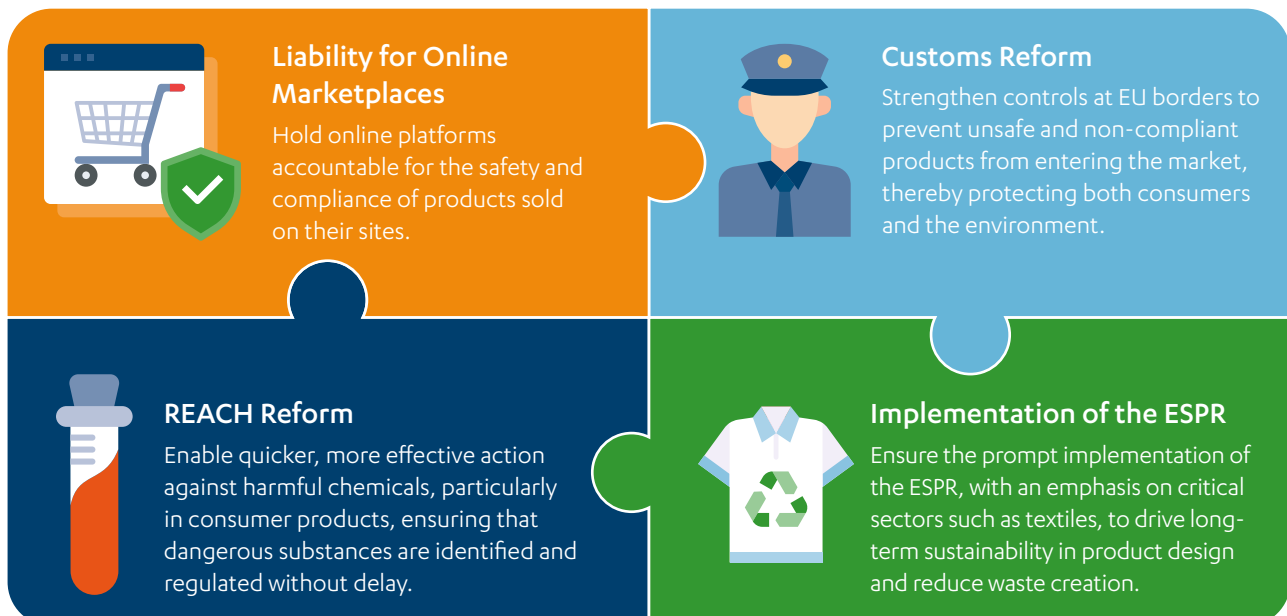 Liability for Online
Marketplaces
Hold online platforms
accountable for the safety and
compliance of products sold
on their sites.
Customs Reform
Strengthen controls at EU borders to
prevent unsafe and non-compliant
products from entering the market,
thereby protecting both consumers
and the environment.
REACH Reform
Enable quicker, more effective action
against harmful chemicals, particularly
in consumer products, ensuring that
dangerous substances are identified and
regulated without delay.
Implementation of the ESPR
Ensure the prompt implementation of
the ESPR, with an emphasis on critical
sectors such as textiles, to drive long-
term sustainability in product design
and reduce waste creation.